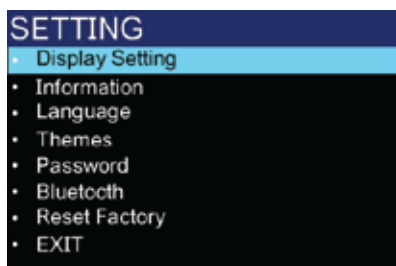 SETTING
· Display Setting
· Information
· Language
· Themes
· Password
· Bluetooth
· Reset Factory
· EXIT